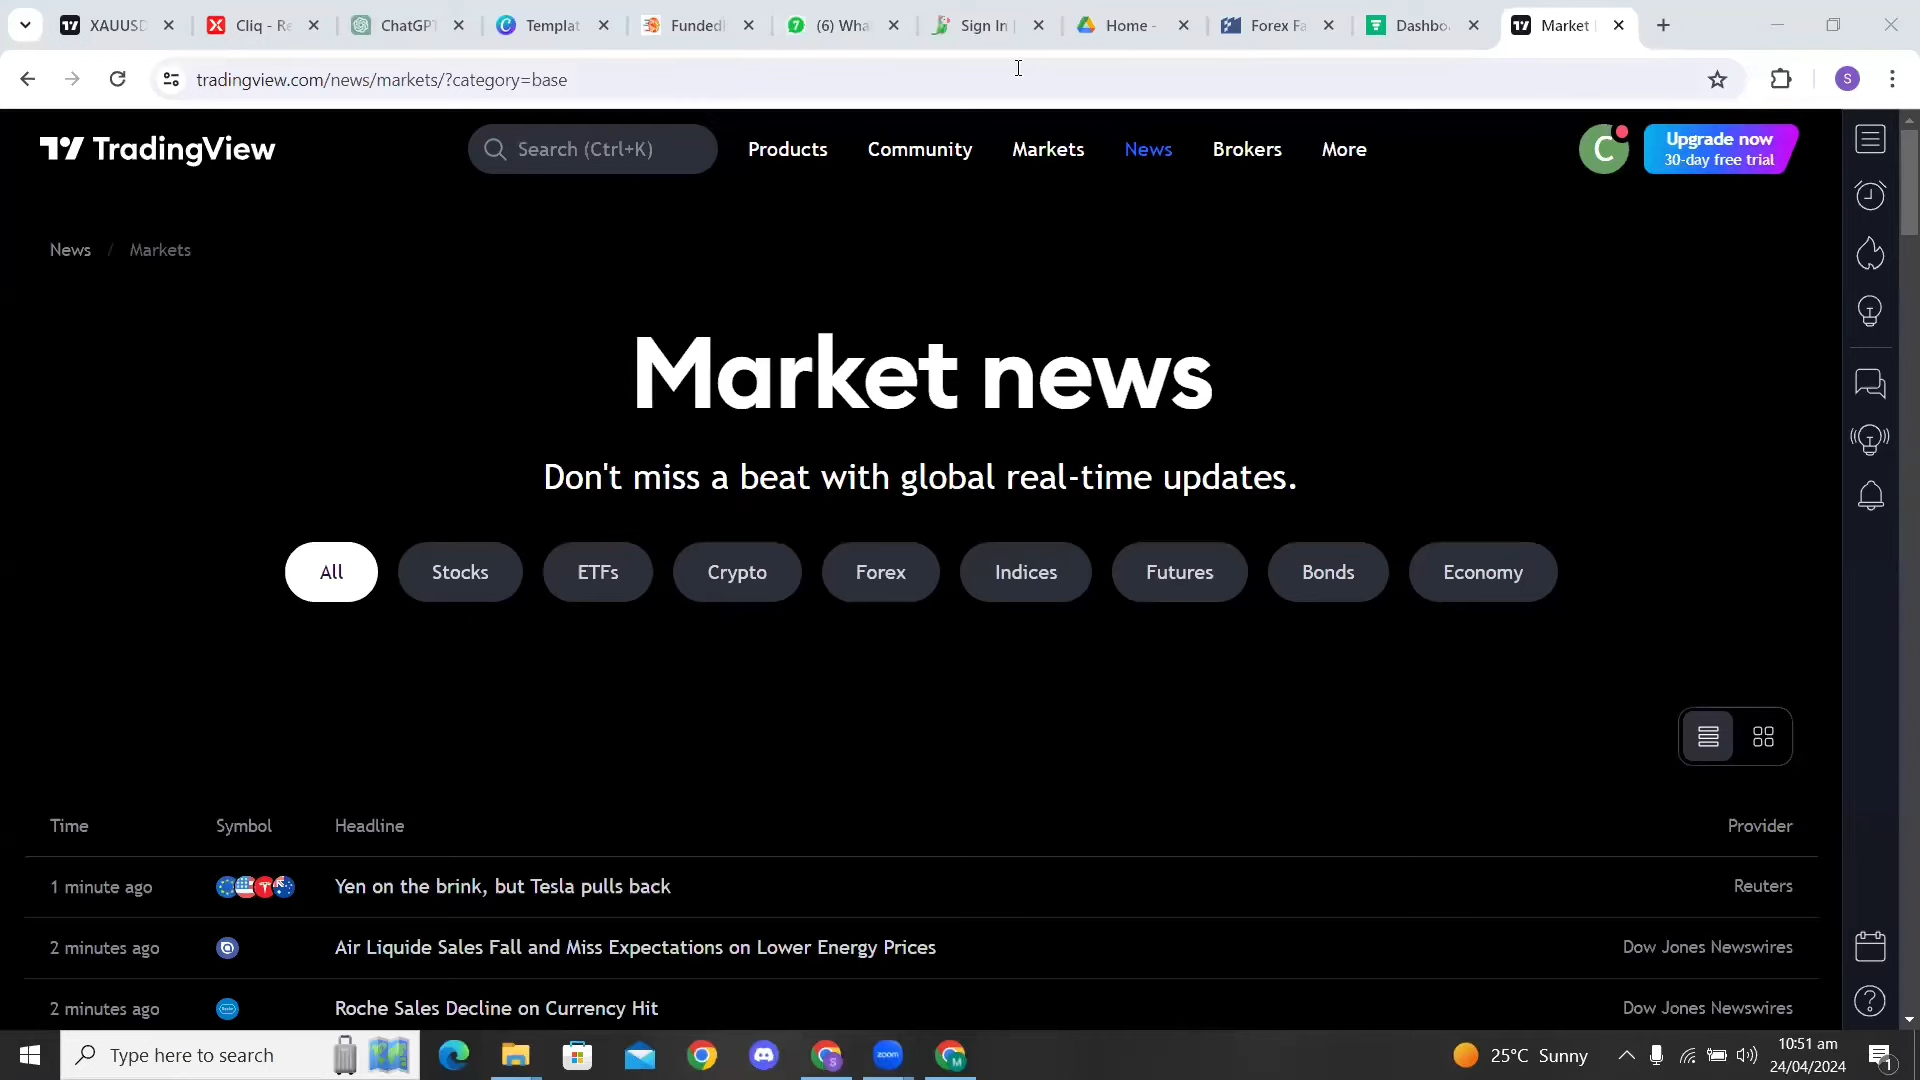 XAUUSD
Cliq - Re
ChatGPT
Templat
Funded
(6) Wha
Sign In
Home -
Forex Fa
Dashbo
Market
tradingview.com/news/markets/?category=base
S
TradingView
Search (Ctrl+K)
Products
Community
Markets
News
Brokers
More
C
Upgrade now
30-day free trial
News / Markets
Market news
Don't miss a beat with global real-time updates.
All
Stocks
ETFs
Crypto
Forex
Indices
Futures
Bonds
Economy
Time Symbol Headline Provider
1 minute ago Yen on the brink, but Tesla pulls back Reuters
2 minutes ago Air Liquide Sales Fall and Miss Expectations on Lower Energy Prices Dow Jones Newswires
2 minutes ago Roche Sales Decline on Currency Hit Dow Jones Newswires
Type here to search
zoom
25°C Sunny
10:51 am
24/04/2024
1